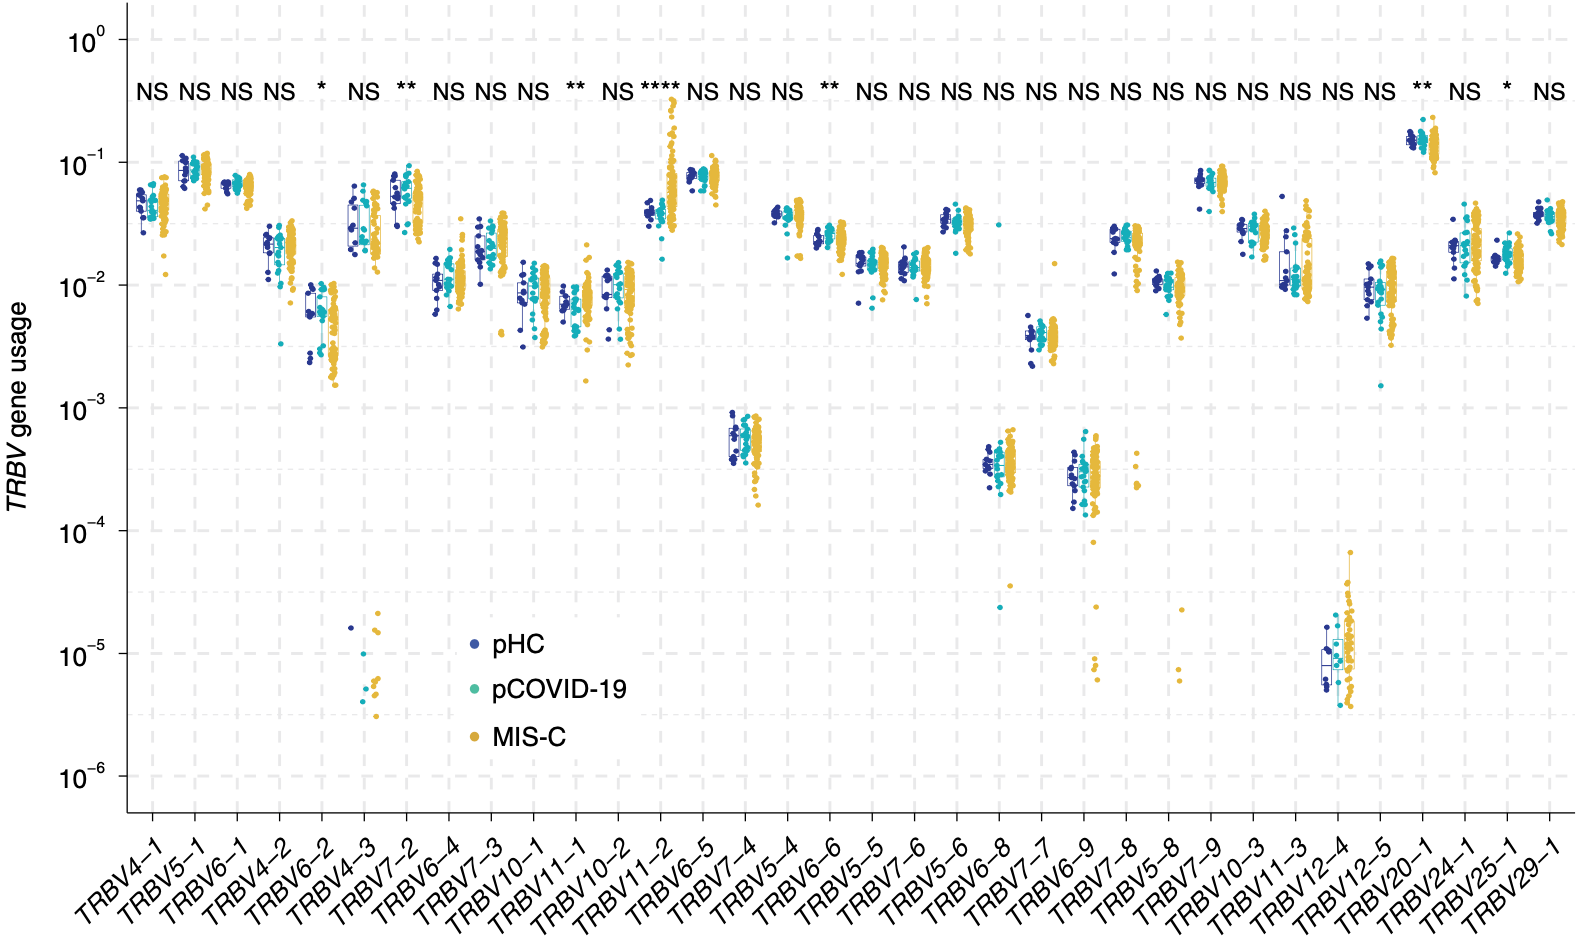 10⁰
NS NS NS NS * NS ** NS NS NS ** NS **** NS NS NS ** NS NS NS NS NS NS NS NS NS NS NS NS NS ** NS * NS
10⁻¹
10⁻²
10⁻³
10⁻⁴
10⁻⁵
10⁻⁶
TRBV gene usage
pHC
pCOVID-19
MIS-C
TRBV4−1
TRBV5−1
TRBV6−1
TRBV4−2
TRBV6−2
TRBV4−3
TRBV7−2
TRBV6−4
TRBV7−3
TRBV10−1
TRBV11−1
TRBV10−2
TRBV11−2
TRBV6−5
TRBV7−4
TRBV5−4
TRBV6−6
TRBV5−5
TRBV7−6
TRBV5−6
TRBV6−8
TRBV7−7
TRBV6−9
TRBV7−8
TRBV5−8
TRBV7−9
TRBV10−3
TRBV11−3
TRBV12−4
TRBV12−5
TRBV20−1
TRBV24−1
TRBV25−1
TRBV29−1